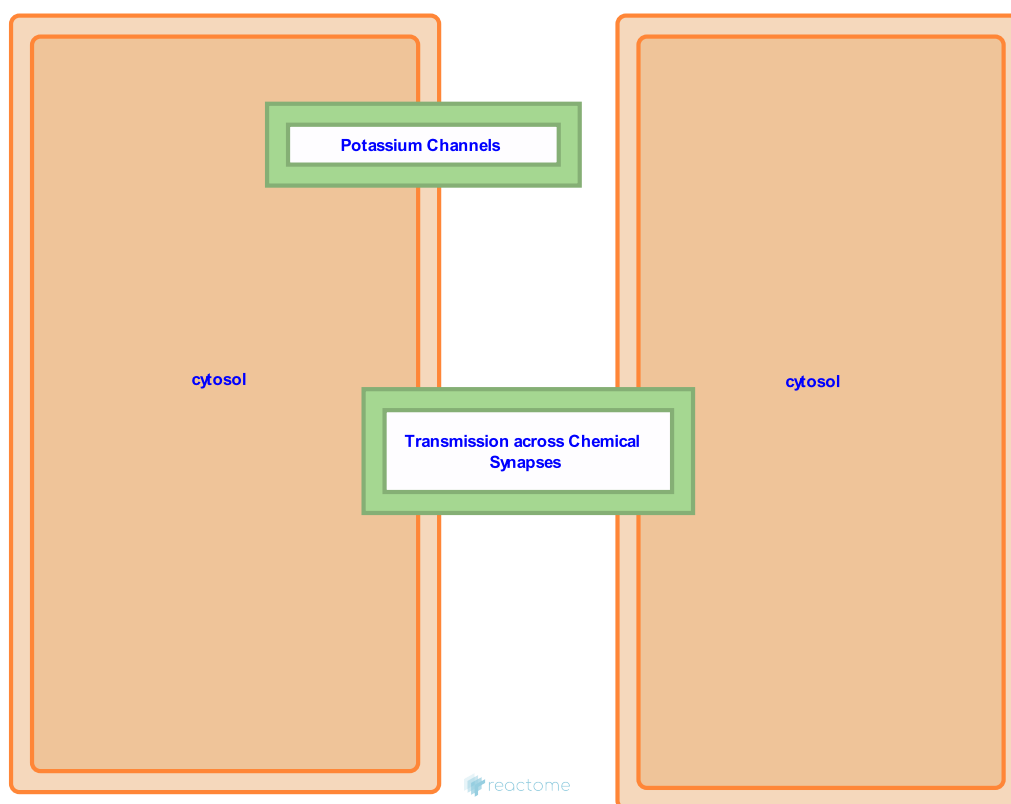 Potassium Channels
cytosol
cytosol
Transmission across Chemical
Synapses
reactome